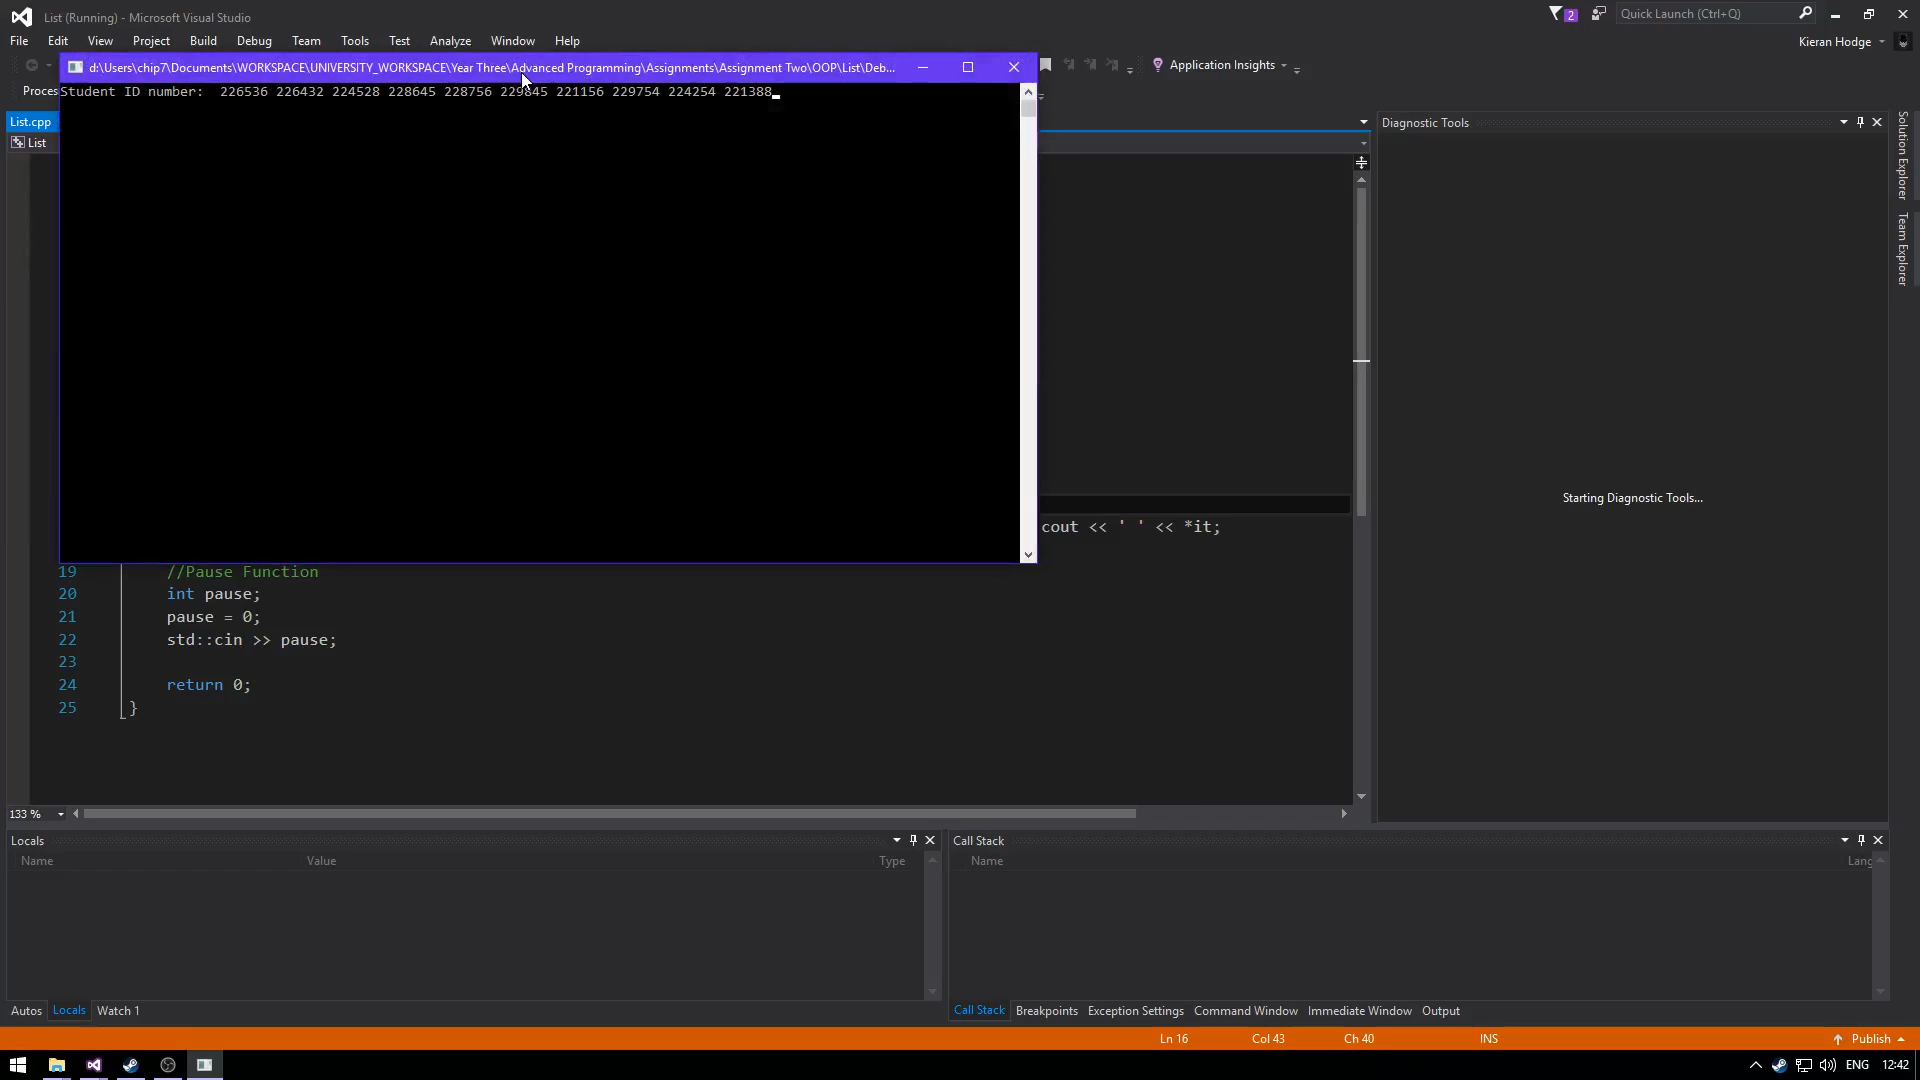 List (Running) - Microsoft Visual Studio
2
Quick Launch (Ctrl+Q)
File Edit View Project Build Debug Team Tools Test Analyze Window Help
Kieran Hodge
d:\Users\chip7\Documents\WORKSPACE\UNIVERSITY_WORKSPACE\Year Three\Advanced Programming\Assignments\Assignment Two\OOP\List\Deb...
Application Insights
Proces
Student ID number:  226536 226432 224528 228645 228756 229845 221156 229754 224254 221388
List.cpp
Diagnostic Tools
List
Solution Explorer
Team Explorer
Starting Diagnostic Tools...
cout << ' ' << *it;
19 //Pause Function
20 int pause;
21 pause = 0;
22 std::cin >> pause;
23
24 return 0;
25 }
133 %
Locals
Name Value Type
Call Stack
Name Lang
Autos Locals Watch 1
Call Stack Breakpoints Exception Settings Command Window Immediate Window Output
Ln 16 Col 43 Ch 40 INS Publish
ENG 12:42